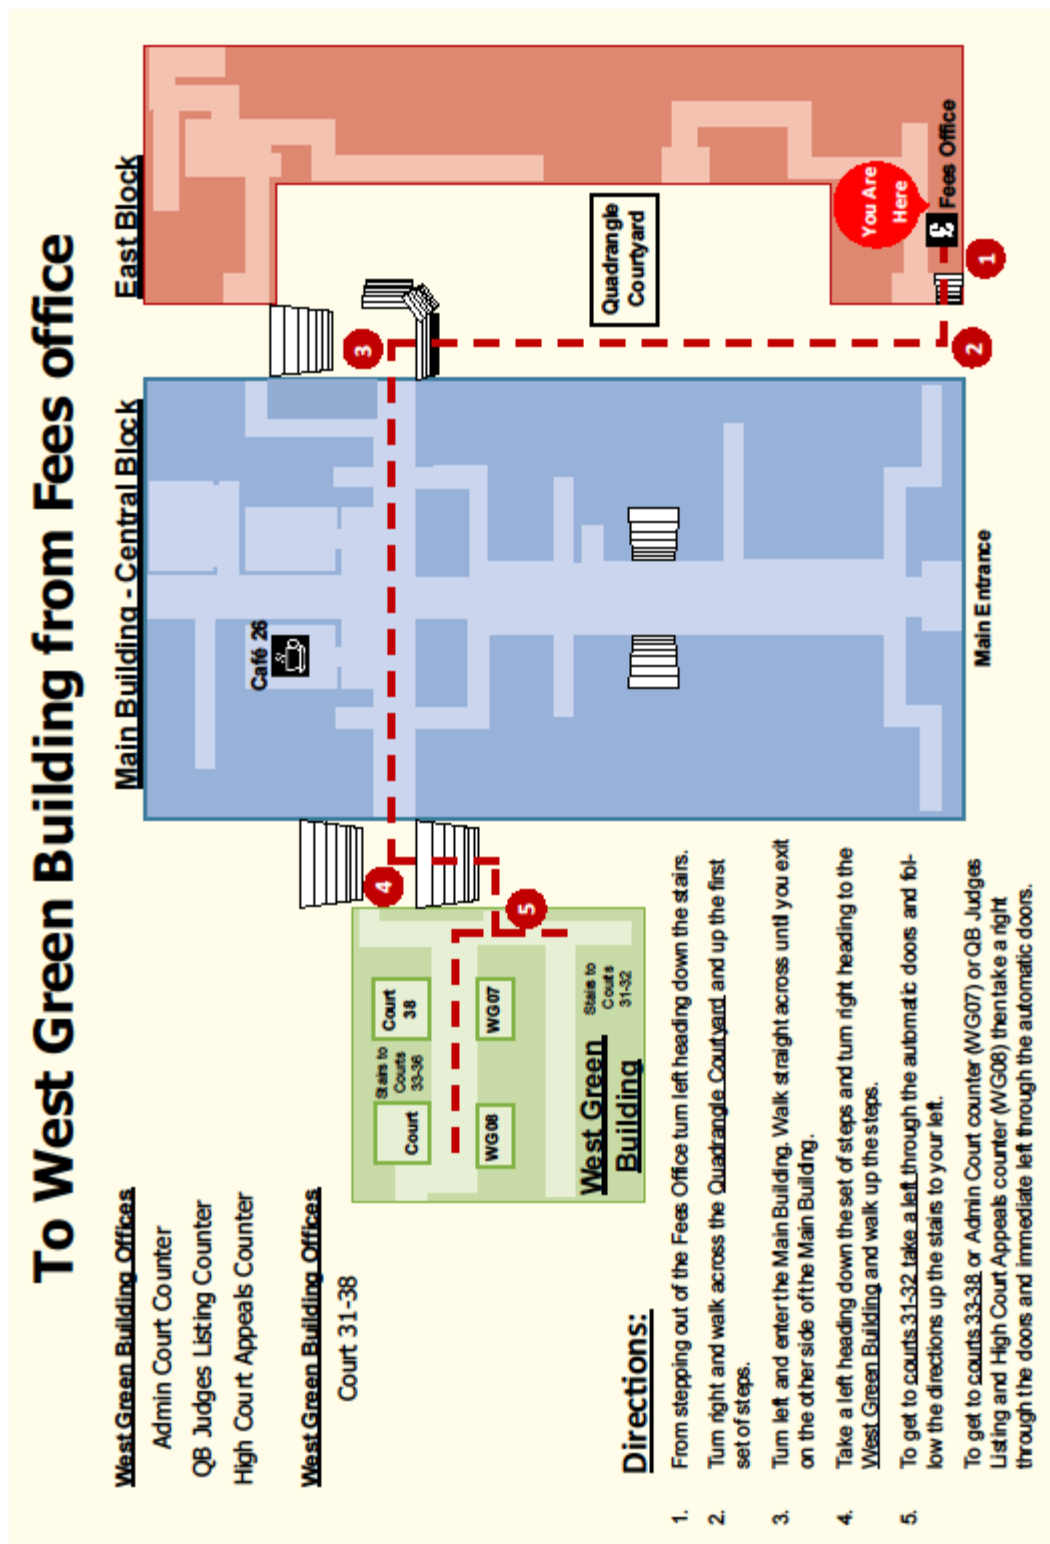 To West Green Building from Fees office
West Green Building Offices
Admin Court Counter
QB Judges Listing Counter
High Court Appeals Counter
West Green Building Offices
Court 31-38
Main Building - Central Block
East Block
Café 26
3
4
5
Court
38
Stairs to
Courts
33-36
Court
WG07
WG08
Stairs to
Courts
31-32
West Green
Building
Quadrangle
Courtyard
You Are
Here
£ Fees Office
1
2
Main Entrance
Directions:
1. From stepping out of the Fees Office turn left heading down the stairs.
2. Turn right and walk across the Quadrangle Courtyard and up the first
set of steps.
3. Turn left and enter the Main Building. Walk straight across until you exit
on the other side of the Main Building.
4. Take a left heading down the set of steps and turn right heading to the
West Green Building and walk up the steps.
5. To get to courts 31-32 take a left through the automatic doors and fol-
low the directions up the stairs to your left.
To get to courts 33-38 or Admin Court counter (WG07) or QB Judges
Listing and High Court Appeals counter (WG08) then take a right
through the doors and immediate left through the automatic doors.